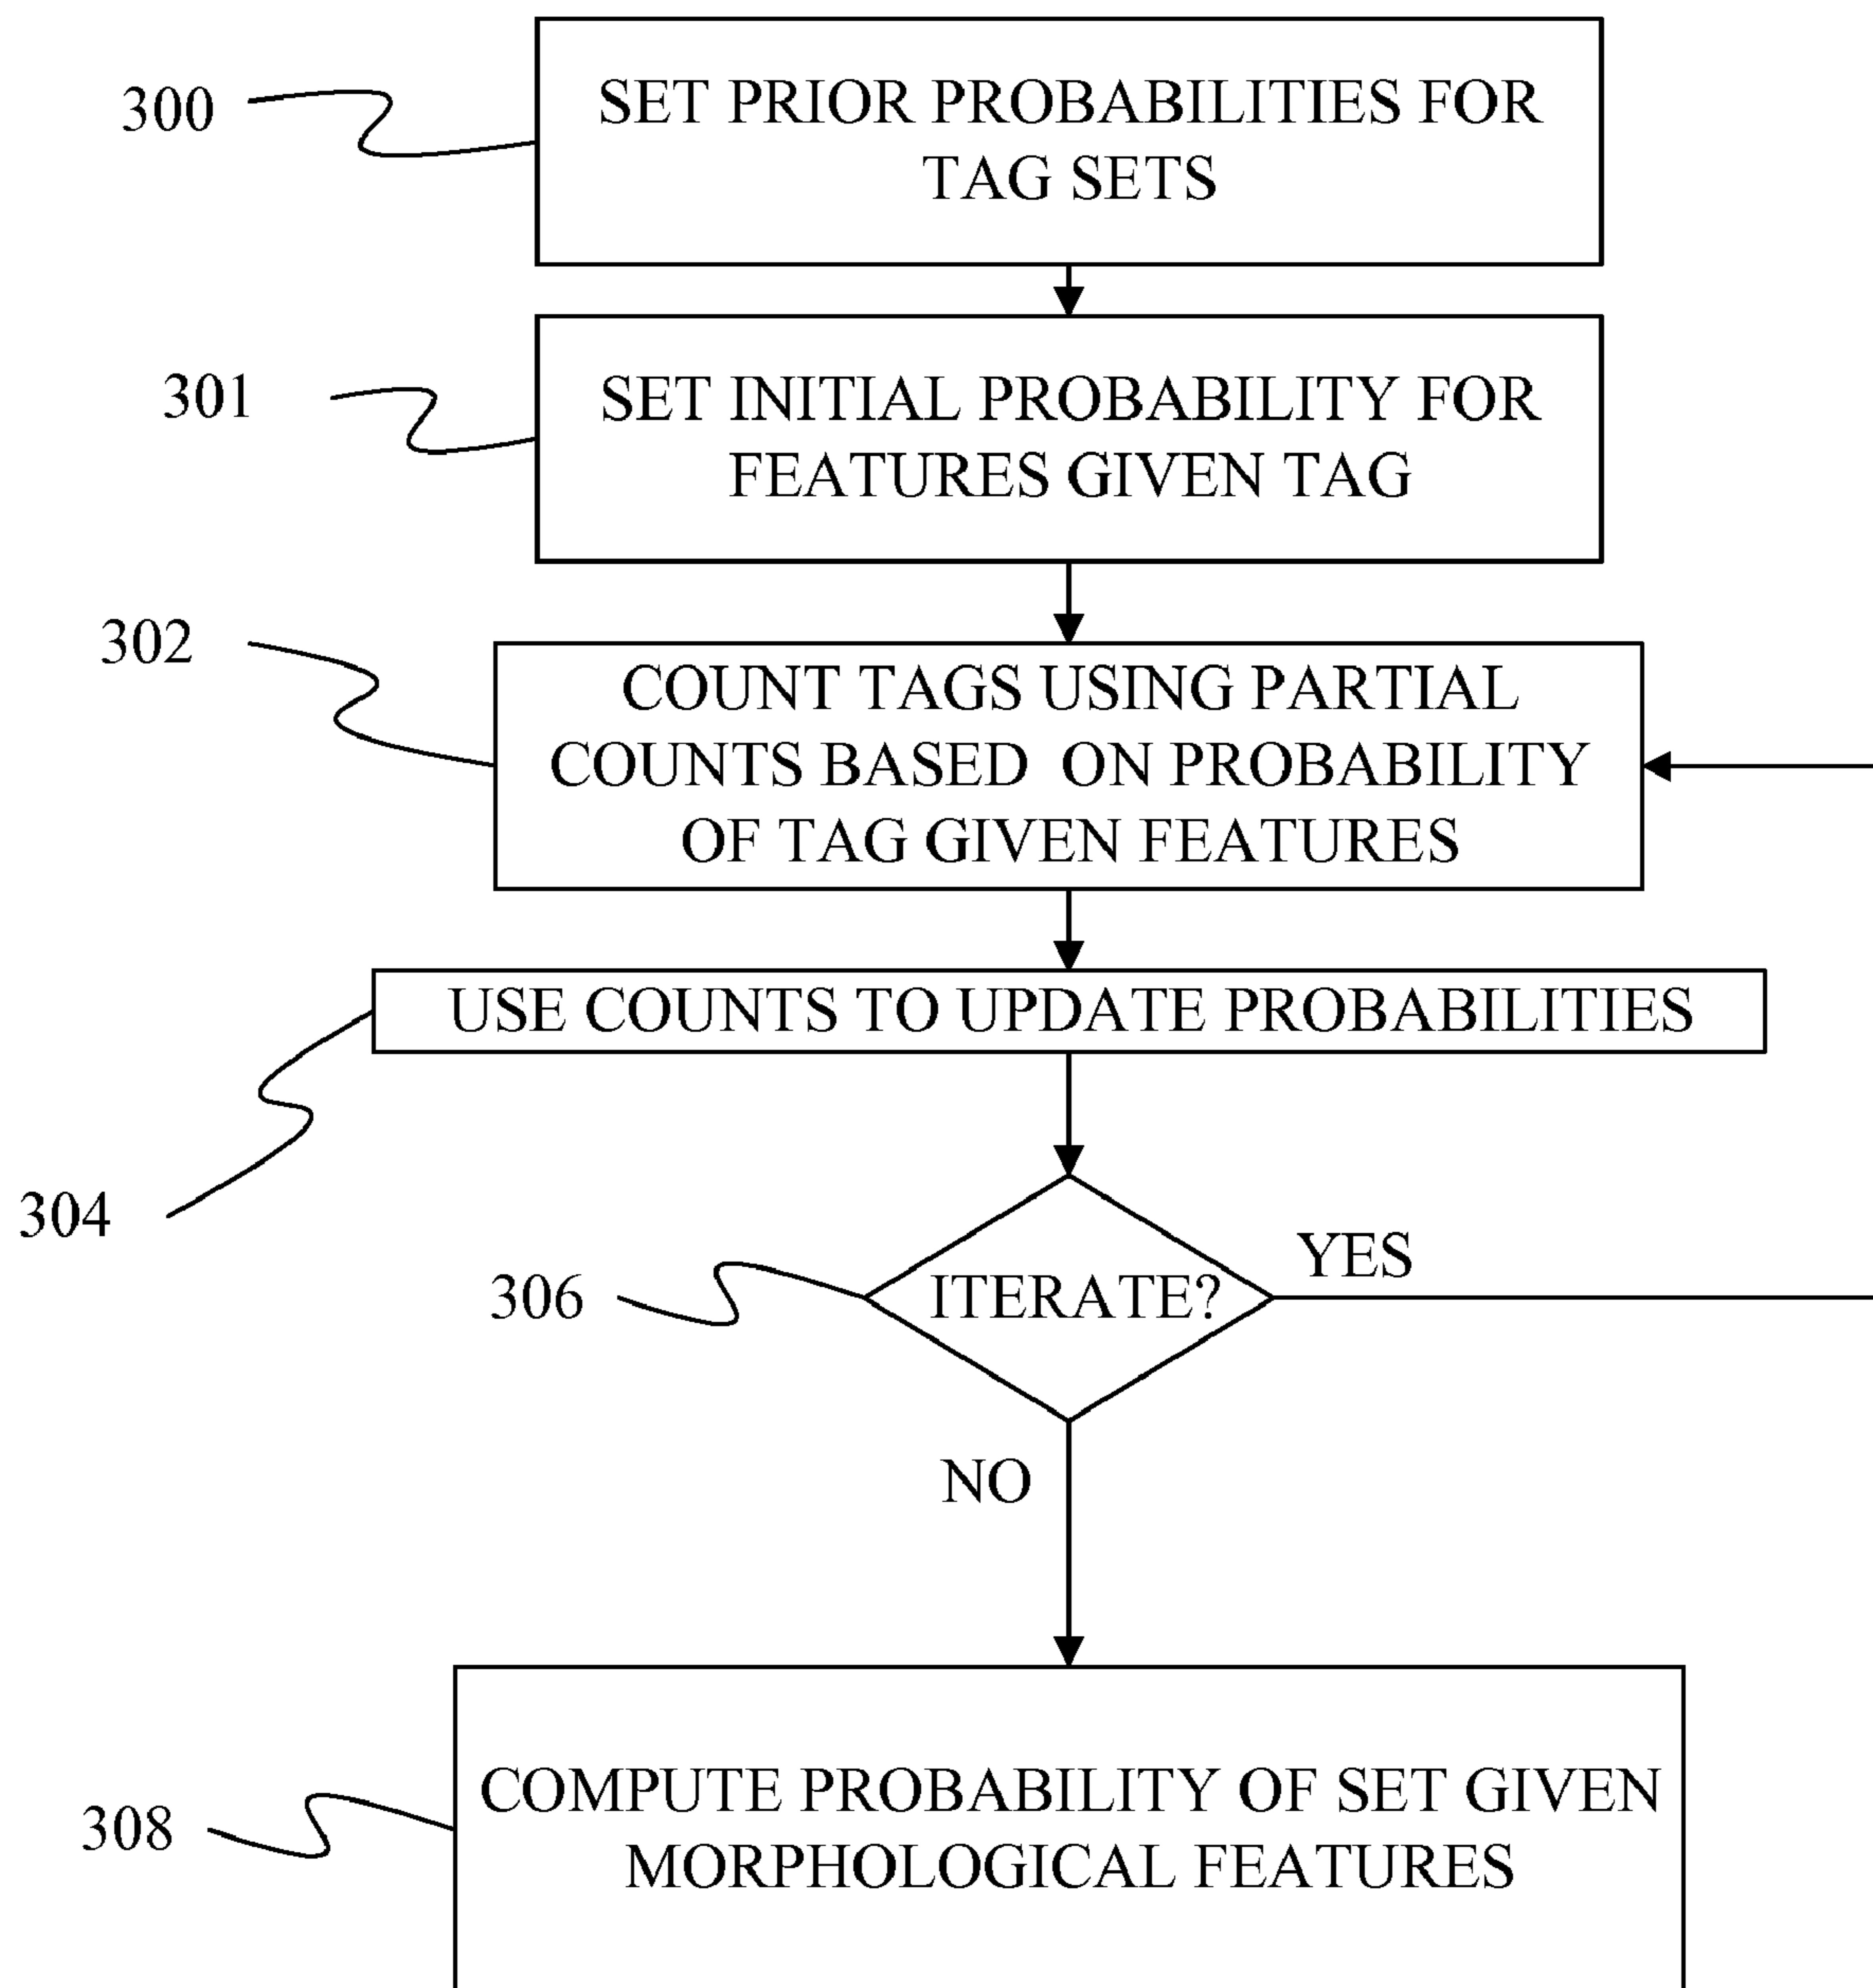 300
SET PRIOR PROBABILITIES FOR
TAG SETS
301
SET INITIAL PROBABILITY FOR
FEATURES GIVEN TAG
302
COUNT TAGS USING PARTIAL
COUNTS BASED ON PROBABILITY
OF TAG GIVEN FEATURES
USE COUNTS TO UPDATE PROBABILITIES
304
306
ITERATE?
YES
NO
308
COMPUTE PROBABILITY OF SET GIVEN
MORPHOLOGICAL FEATURES